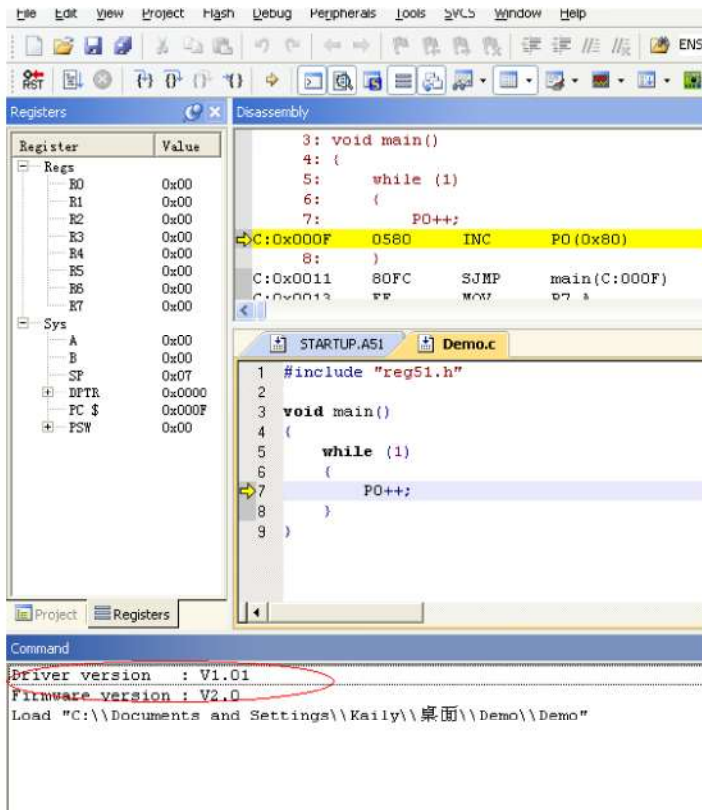 File Edit View Project Flash Debug Peripherals Tools SVCS Window Help
ENS
RST
Registers
Register Value
Regs
R0 0x00
R1 0x00
R2 0x00
R3 0x00
R4 0x00
R5 0x00
R6 0x00
R7 0x00
Sys
A 0x00
B 0x00
SP 0x07
DPTR 0x0000
PC $ 0x000F
PSW 0x00
Project Registers
Disassembly
3: void main()
4: {
5: while (1)
6: {
7: P0++;
C:0x000F 0580 INC P0(0x80)
8: }
C:0x0011 80FC SJMP main(C:000F)
C:0x0013 FF MOV R7,A
STARTUP.A51 Demo.c
1 #include "reg51.h"
2
3 void main()
4 {
5 while (1)
6 {
7 P0++;
8 }
9 }
Command
Driver version : V1.01
Firmware version : V2.0
Load "C:\\Documents and Settings\\Kaily\\桌面\\Demo\\Demo"